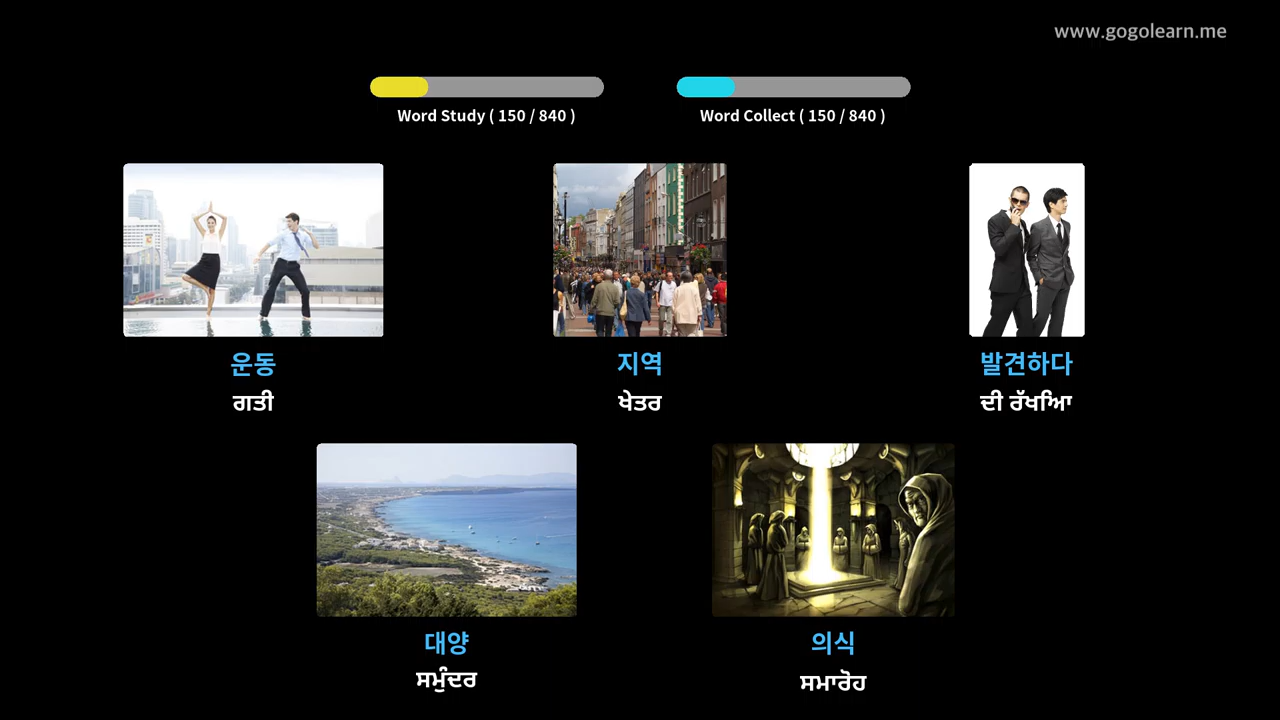 www.gogolearn.me
Word Study ( 150 / 840 )
Word Collect ( 150 / 840 )
운동
ਗਤੀ
지역
ਖੇਤਰ
발견하다
ਦੀ ਰੱਖਿਆ
대양
ਸਮੁੰਦਰ
의식
ਸਮਾਰੋਹ